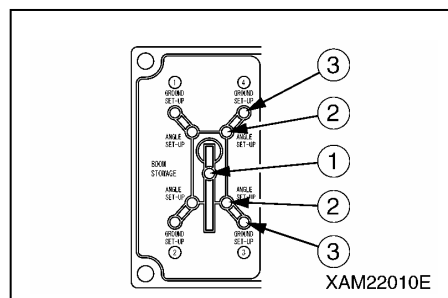 ① ④
GROUND SET-UP GROUND SET-UP
ANGLE SET-UP ANGLE SET-UP
BOOM STORAGE
ANGLE SET-UP ANGLE SET-UP
GROUND SET-UP GROUND SET-UP
② ③
3
2
1
2
3
XAM22010E